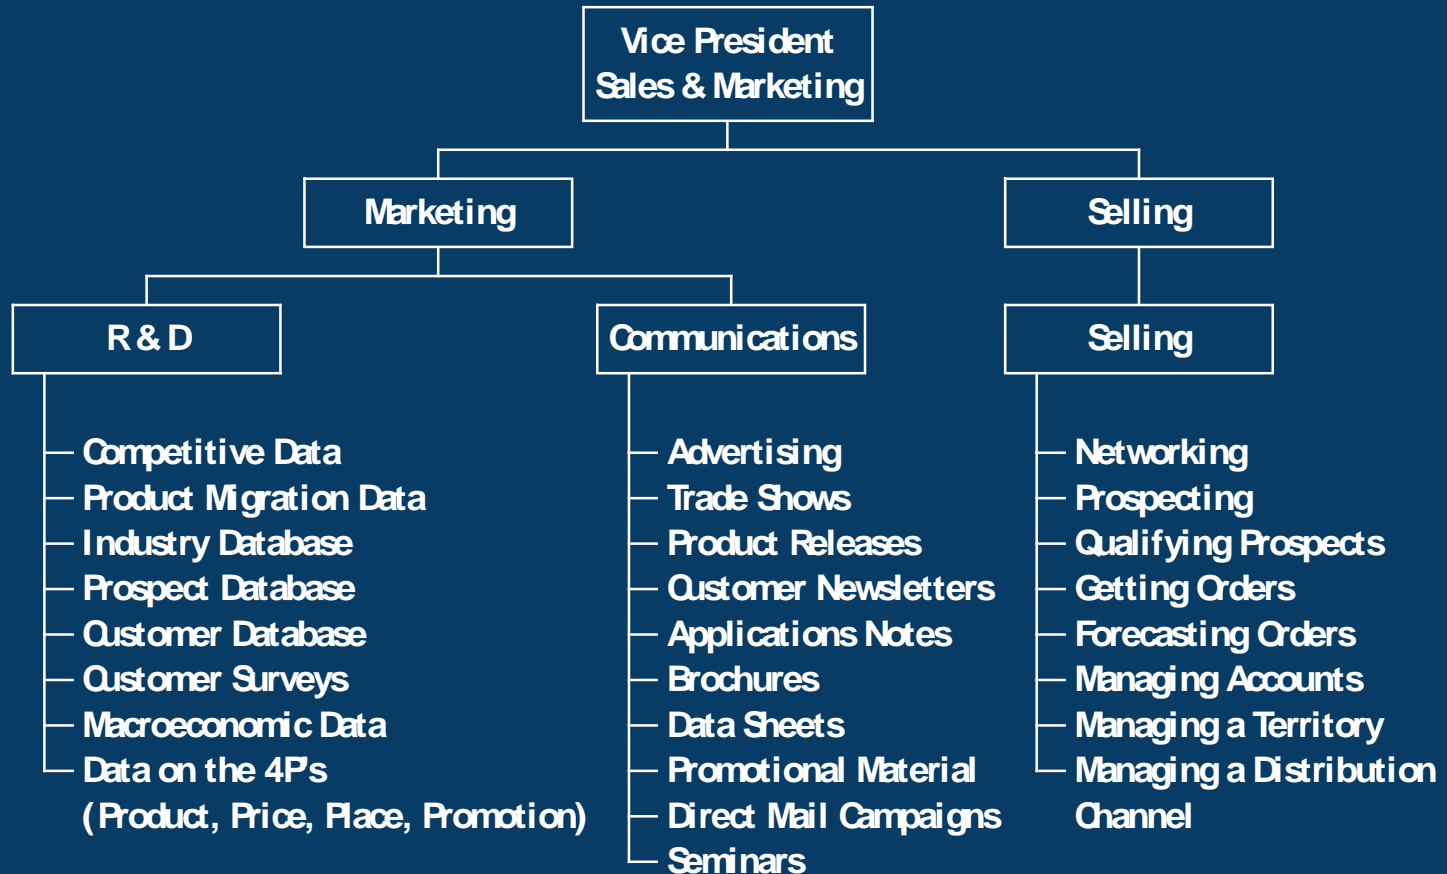 Vice President
Sales & Marketing
Marketing
Selling
R & D
Communications
Selling
Competitive Data
Product Migration Data
Industry Database
Prospect Database
Customer Database
Customer Surveys
Macroeconomic Data
Data on the 4P's
(Product, Price, Place, Promotion)
Advertising
Trade Shows
Product Releases
Customer Newsletters
Applications Notes
Brochures
Data Sheets
Promotional Material
Direct Mail Campaigns
Seminars
Networking
Prospecting
Qualifying Prospects
Getting Orders
Forecasting Orders
Managing Accounts
Managing a Territory
Managing a Distribution
Channel